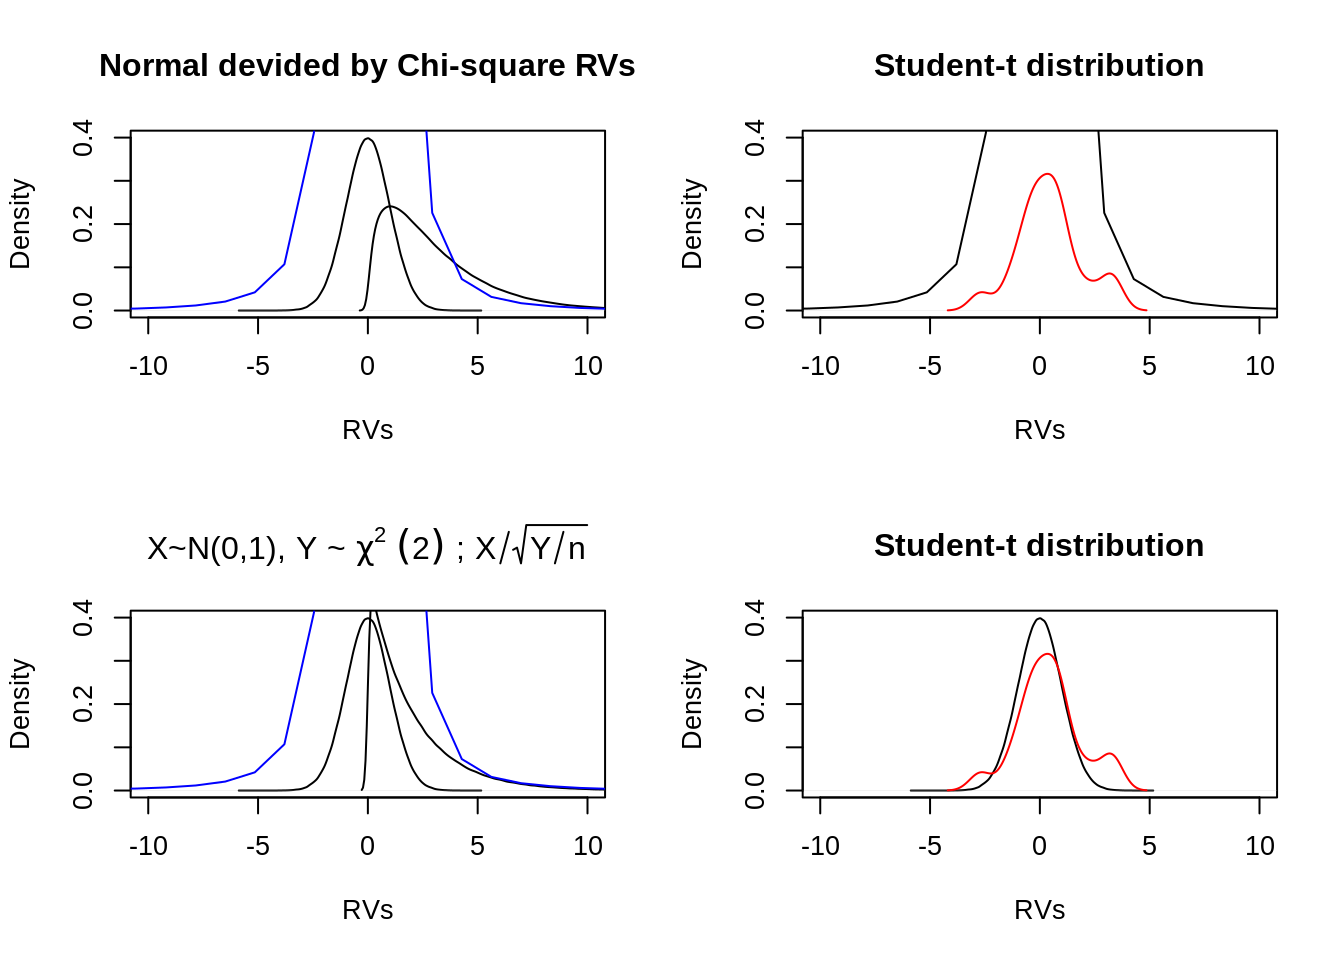 Normal devided by Chi-square RVs
Density
0.0 0.2 0.4
-10 -5 0 5 10
RVs
Student-t distribution
Density
0.0 0.2 0.4
-10 -5 0 5 10
RVs
X~N(0,1), Y ~ χ² (2) ; X/√Y/n
Density
0.0 0.2 0.4
-10 -5 0 5 10
RVs
Student-t distribution
Density
0.0 0.2 0.4
-10 -5 0 5 10
RVs